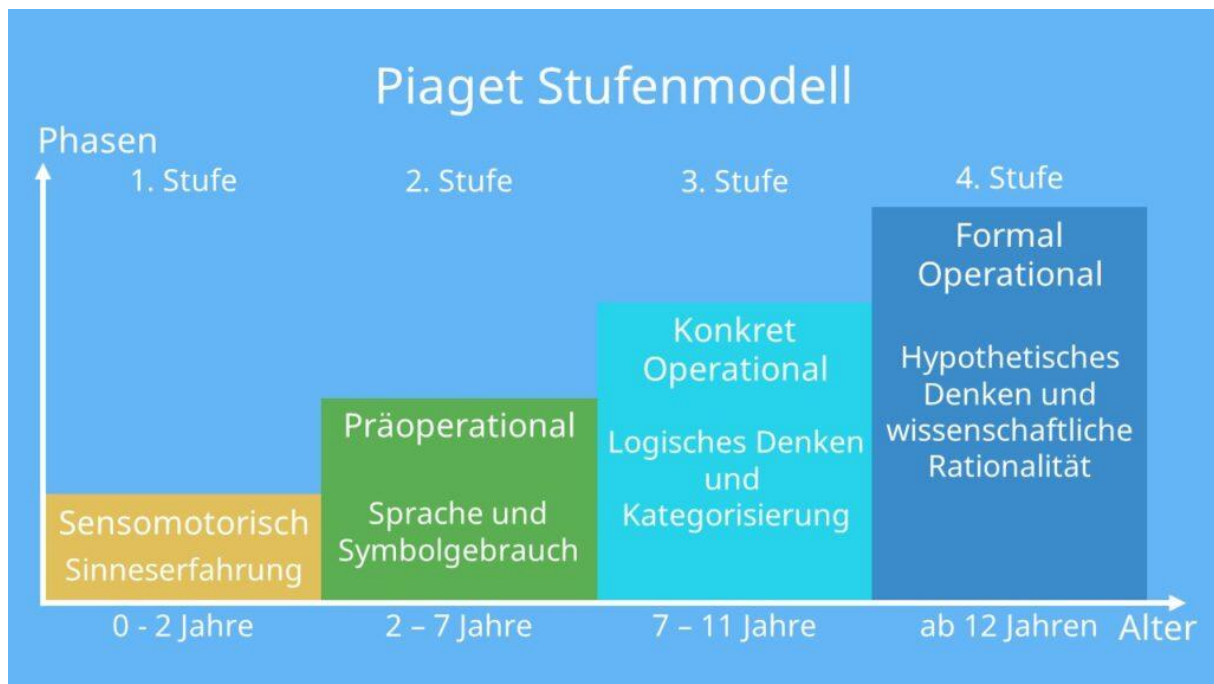 Piaget Stufenmodell
Phasen
1. Stufe
2. Stufe
3. Stufe
4. Stufe
Sensomotorisch
Sinneserfahrung
Präoperational
Sprache und
Symbolgebrauch
Konkret
Operational
Logisches Denken
und
Kategorisierung
Formal
Operational
Hypothetisches
Denken und
wissenschaftliche
Rationalität
0 - 2 Jahre
2 – 7 Jahre
7 – 11 Jahre
ab 12 Jahren
Alter